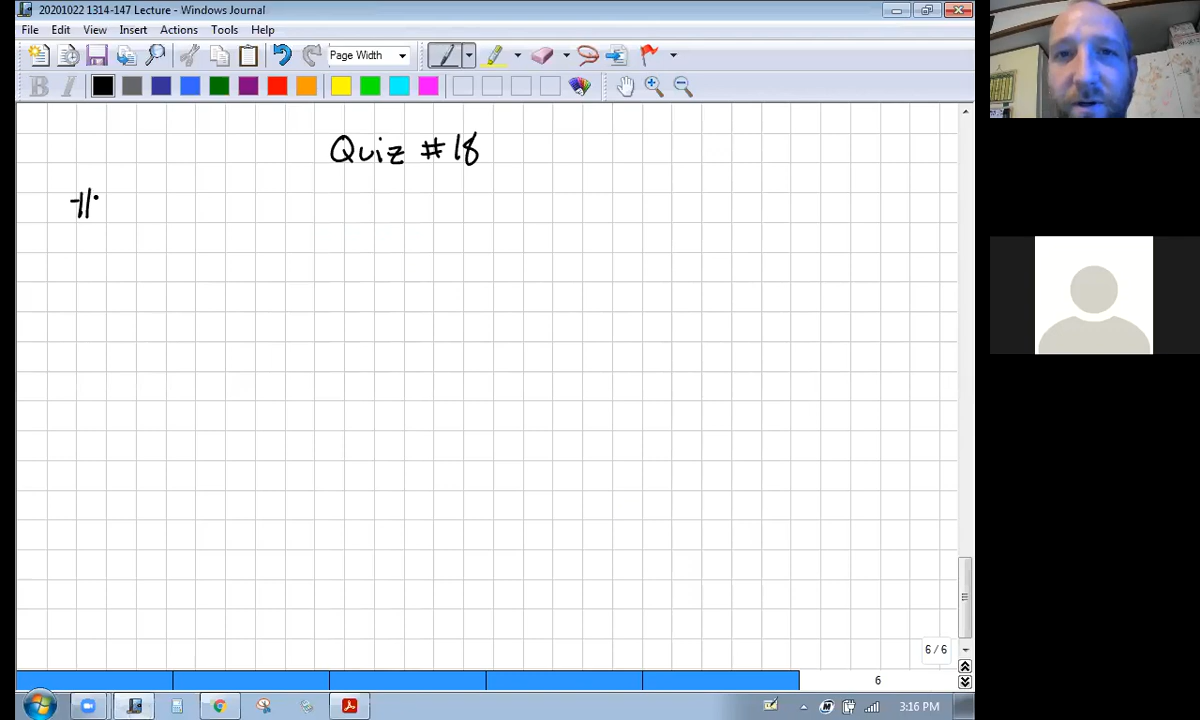 20201022 1314-147 Lecture - Windows Journal
File Edit View Insert Actions Tools Help
Page Width
B I
Quiz #18
6 / 6
6
3:16 PM